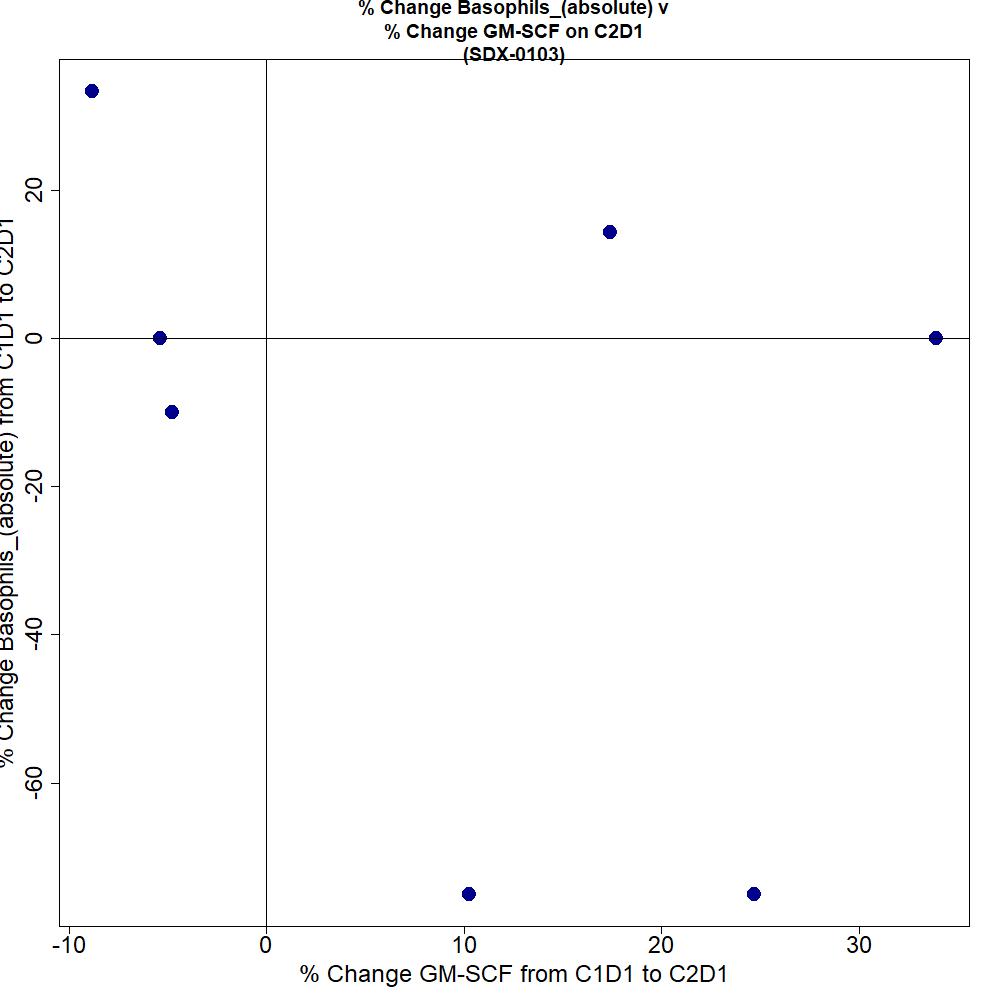 % Change Basophils_(absolute) v
% Change GM-SCF on C2D1
(SDX-0103)
% Change Basophils_(absolute) from C1D1 to C2D1
20
0
-20
-40
-60
-10
0
10
20
30
% Change GM-SCF from C1D1 to C2D1